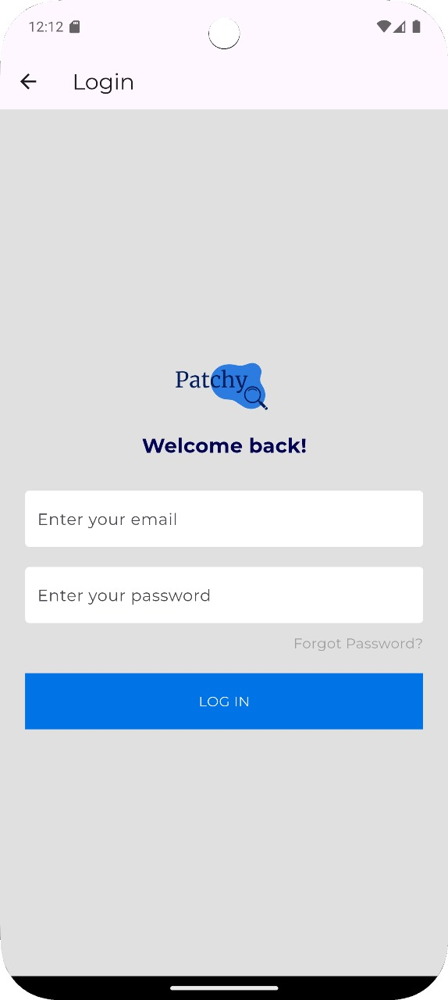 12:12
Login
Patchy
Welcome back!
Enter your email
Enter your password
Forgot Password?
LOG IN